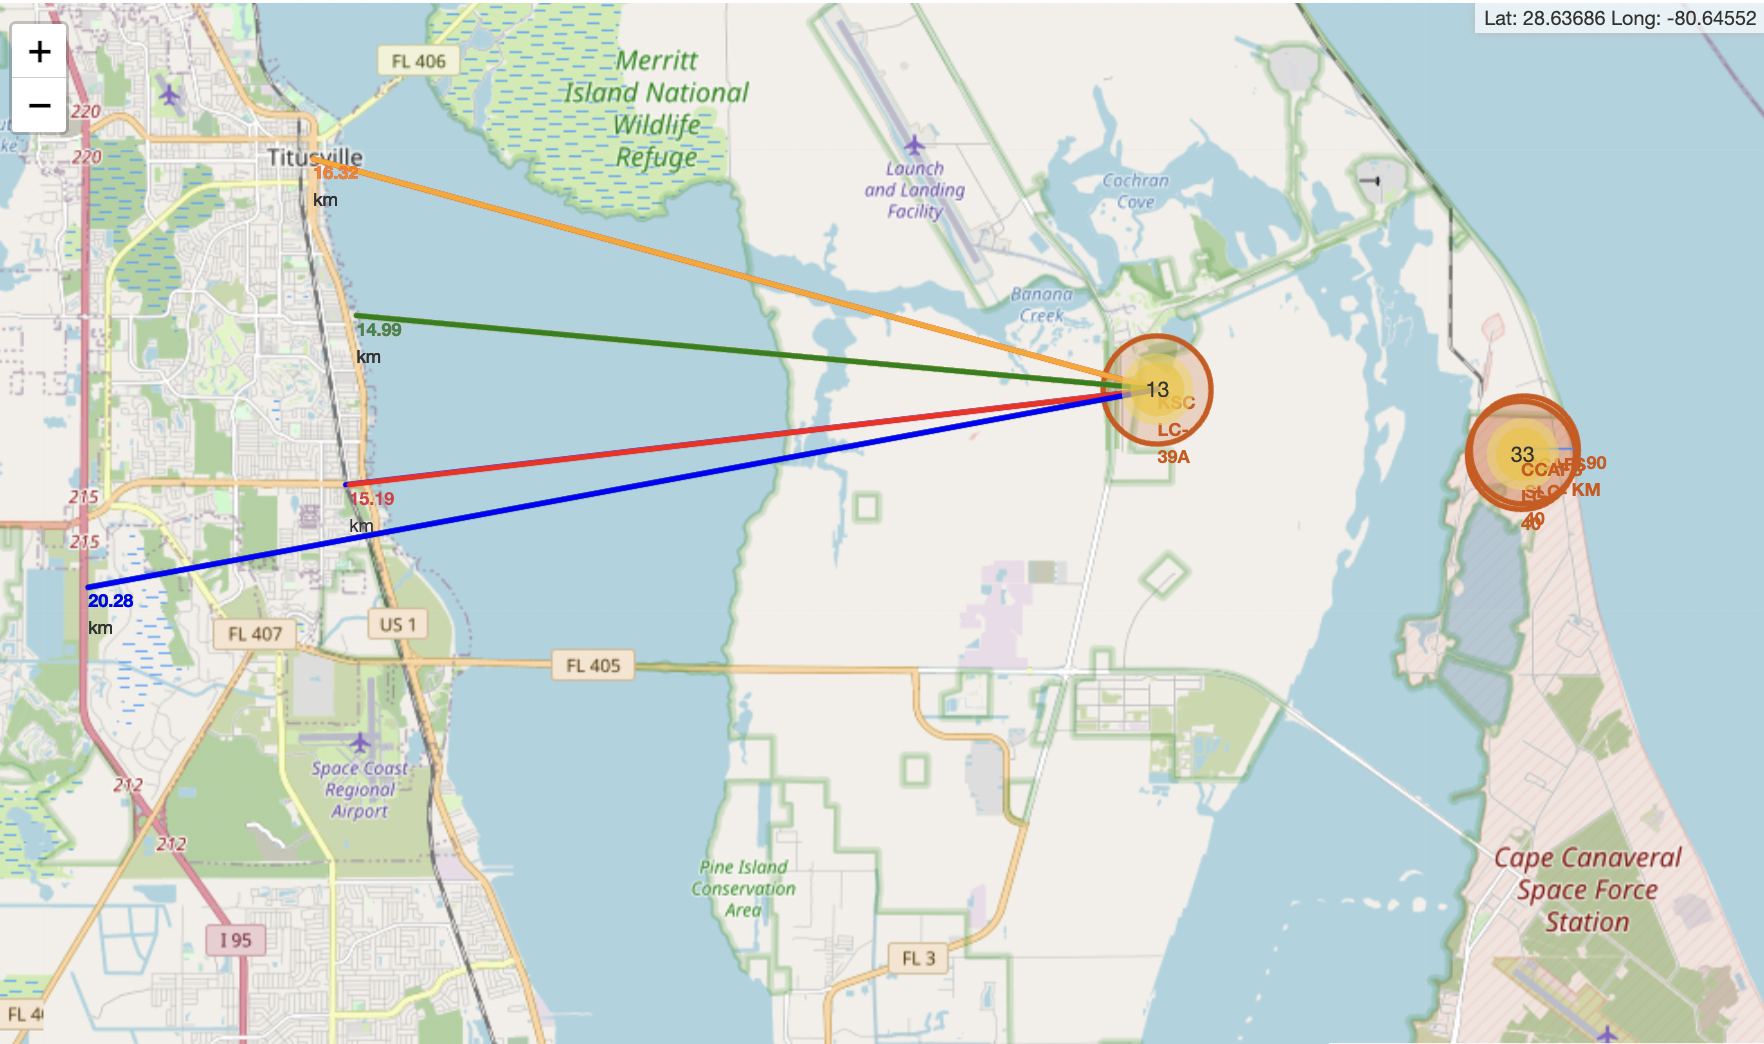 Lat: 28.63686 Long: -80.64552
+
−
FL 406
Merritt
Island National
Wildlife
Refuge
220
220
Titusville
16.32
km
Launch
and Landing
Facility
Cochran
Cove
Banana
Creek
14.99
km
13
KSC
LC-
39A
33
90
KM
40
215
215
15.19
km
20.28
km
FL 407
US 1
FL 405
Space Coast
Regional
Airport
212
212
Pine Island
Conservation
Area
Cape Canaveral
Space Force
Station
I 95
FL 3